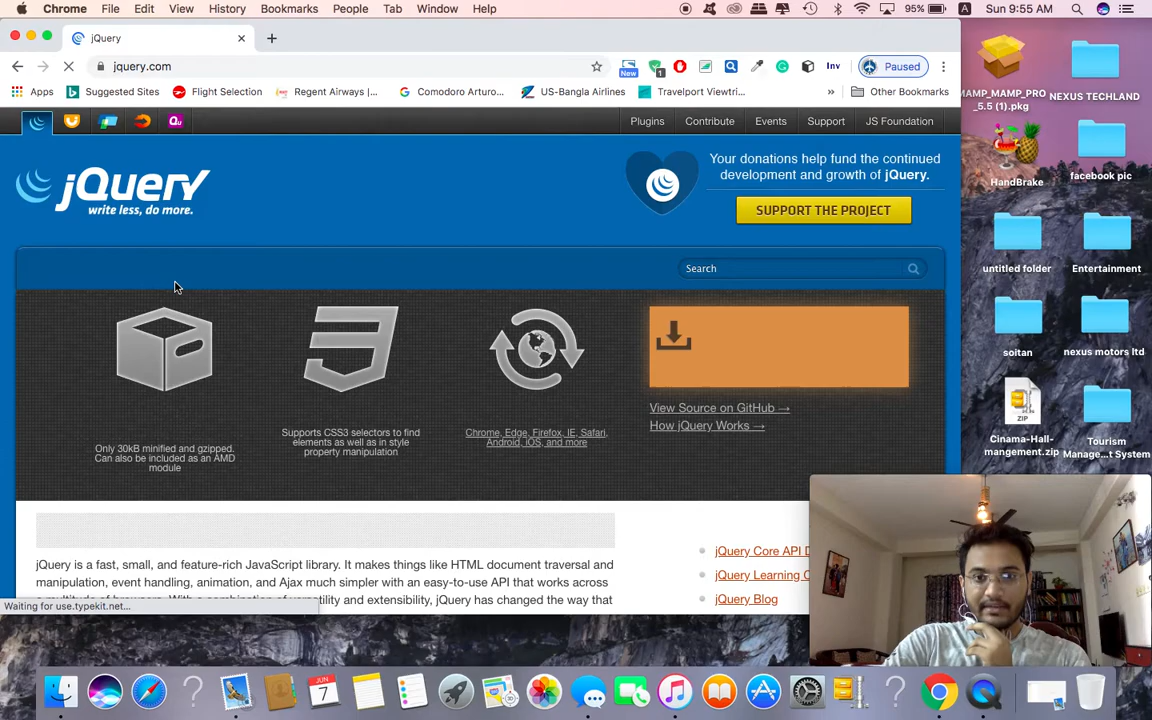 Chrome File Edit View History Bookmarks People Tab Window Help
95% A Sun 9:55 AM
jQuery
jquery.com
New
1
Inv
Paused
Apps Suggested Sites Flight Selection Regent Airways |... Comodoro Arturo... US-Bangla Airlines Travelport Viewtri... » Other Bookmarks
Qu
Plugins Contribute Events Support JS Foundation
jQuery
write less, do more.
Your donations help fund the continued
development and growth of jQuery.
SUPPORT THE PROJECT
Search
Only 30kB minified and gzipped.
Can also be included as an AMD
module
Supports CSS3 selectors to find
elements as well as in style
property manipulation
Chrome, Edge, Firefox, IE, Safari,
Android, iOS, and more
View Source on GitHub →
How jQuery Works →
jQuery is a fast, small, and feature-rich JavaScript library. It makes things like HTML document traversal and
manipulation, event handling, animation, and Ajax much simpler with an easy-to-use API that works across
jQuery has changed the way that
jQuery Core API D
jQuery Learning C
jQuery Blog
Waiting for use.typekit.net...
MAMP_MAMP_PRO
_5.5 (1).pkg
NEXUS TECHLAND
HandBrake
facebook pic
untitled folder
Entertainment
soitan
nexus motors ltd
ZIP
Cinama-Hall-
mangement.zip
Tourism
Manage...t System
JUN
7